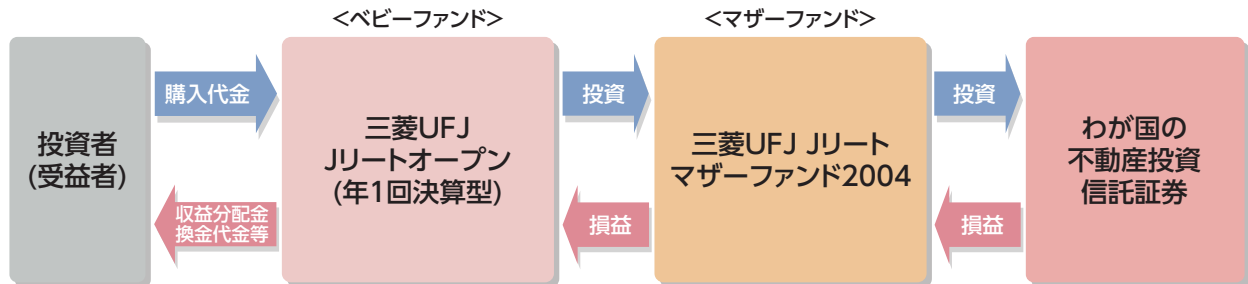 <ベビーファンド>
<マザーファンド>
投資者
(受益者)
購入代金
収益分配金
換金代金等
三菱UFJ
Jリートオープン
(年1回決算型)
投資
損益
三菱UFJ Jリート
マザーファンド2004
投資
損益
わが国の
不動産投資
信託証券